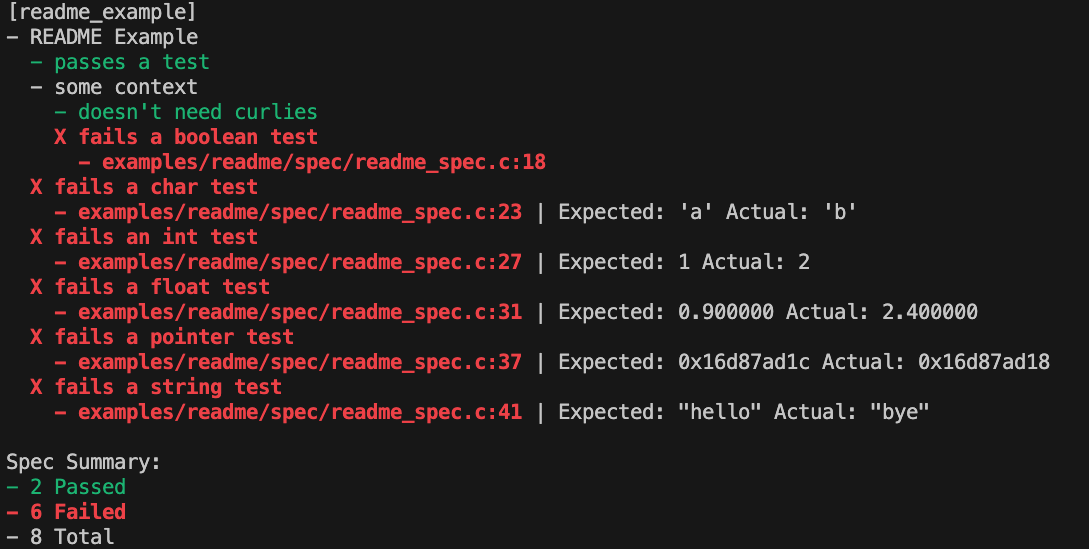 [readme_example]
- README Example
  - passes a test
  - some context
    - doesn't need curlies
    X fails a boolean test
      - examples/readme/spec/readme_spec.c:18
  X fails a char test
    - examples/readme/spec/readme_spec.c:23 | Expected: 'a' Actual: 'b'
  X fails an int test
    - examples/readme/spec/readme_spec.c:27 | Expected: 1 Actual: 2
  X fails a float test
    - examples/readme/spec/readme_spec.c:31 | Expected: 0.900000 Actual: 2.400000
  X fails a pointer test
    - examples/readme/spec/readme_spec.c:37 | Expected: 0x16d87ad1c Actual: 0x16d87ad18
  X fails a string test
    - examples/readme/spec/readme_spec.c:41 | Expected: "hello" Actual: "bye"

Spec Summary:
- 2 Passed
- 6 Failed
- 8 Total